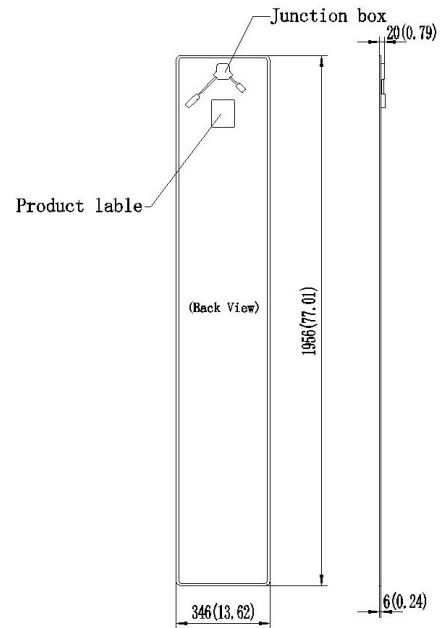 Junction box
20(0.79)
Product lable
(Back View)
1956(77.01)
346(13,62)
6(0.24)